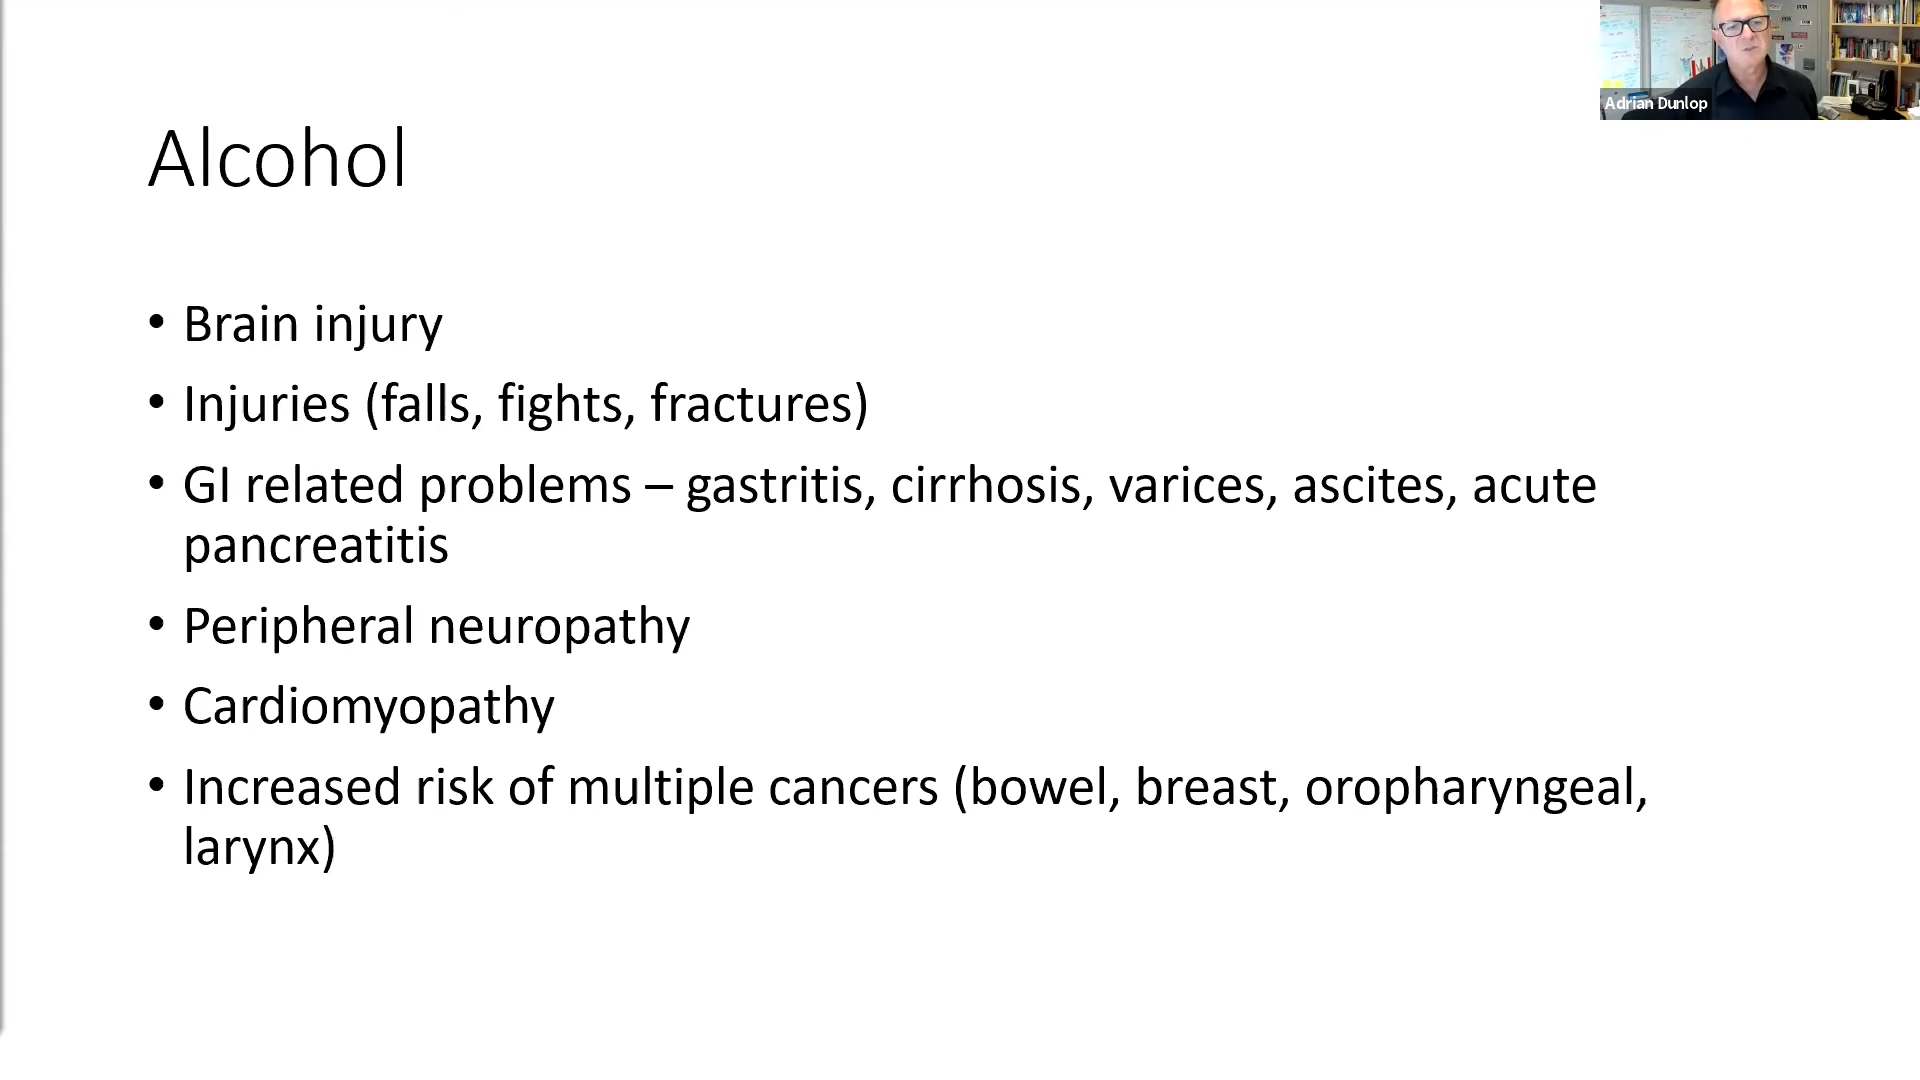 Adrian Dunlop
Alcohol
• Brain injury
• Injuries (falls, fights, fractures)
• GI related problems – gastritis, cirrhosis, varices, ascites, acute
pancreatitis
• Peripheral neuropathy
• Cardiomyopathy
• Increased risk of multiple cancers (bowel, breast, oropharyngeal,
larynx)